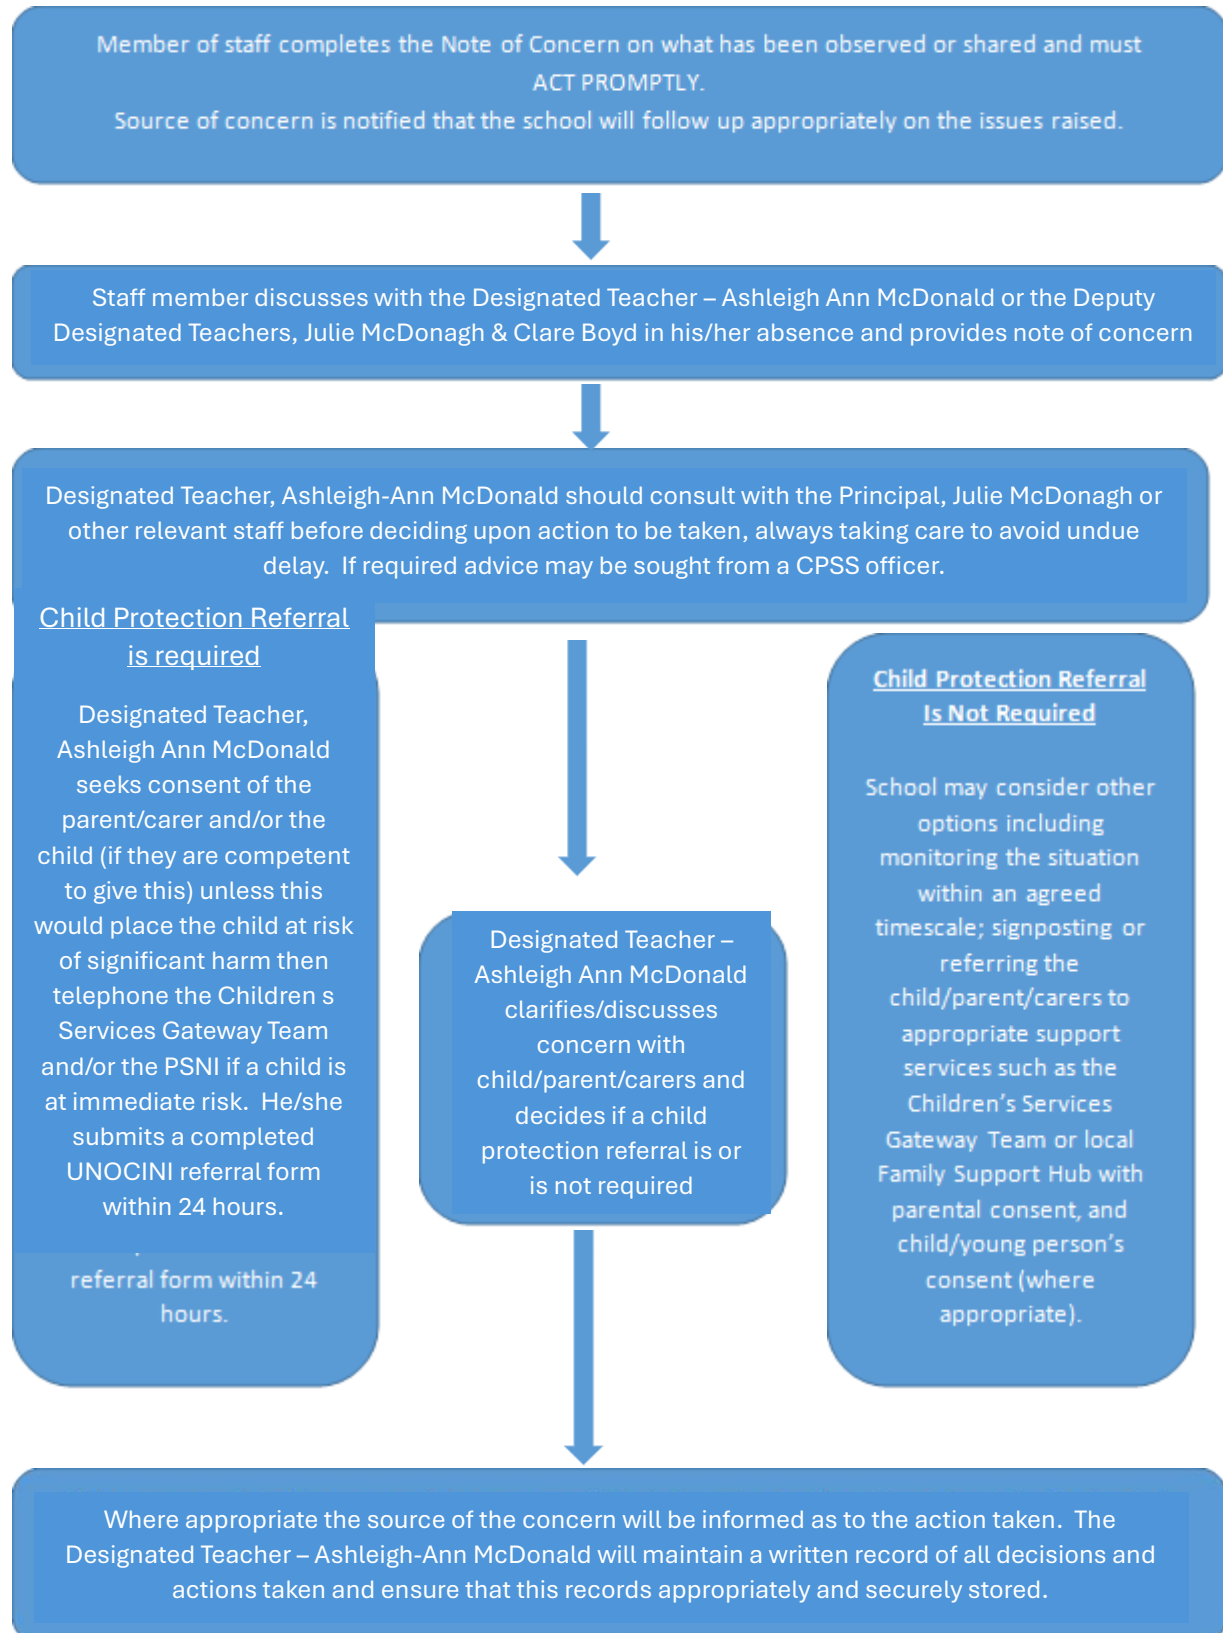 Member of staff completes the Note of Concern on what has been observed or shared and must
ACT PROMPTLY.
Source of concern is notified that the school will follow up appropriately on the issues raised.
Staff member discusses with the Designated Teacher – Ashleigh Ann McDonald or the Deputy
Designated Teachers, Julie McDonagh & Clare Boyd in his/her absence and provides note of concern
Designated Teacher, Ashleigh-Ann McDonald should consult with the Principal, Julie McDonagh or
other relevant staff before deciding upon action to be taken, always taking care to avoid undue
delay. If required advice may be sought from a CPSS officer.
Child Protection Referral
is required
Designated Teacher,
Ashleigh Ann McDonald
seeks consent of the
parent/carer and/or the
child (if they are competent
to give this) unless this
would place the child at risk
of significant harm then
telephone the Children s
Services Gateway Team
and/or the PSNI if a child is
at immediate risk. He/she
submits a completed
UNOCINI referral form
within 24 hours.
referral form within 24
hours.
Designated Teacher –
Ashleigh Ann McDonald
clarifies/discusses
concern with
child/parent/carers and
decides if a child
protection referral is or
is not required
Child Protection Referral
Is Not Required
School may consider other
options including
monitoring the situation
within an agreed
timescale; signposting or
referring the
child/parent/carers to
appropriate support
services such as the
Children's Services
Gateway Team or local
Family Support Hub with
parental consent, and
child/young person's
consent (where
appropriate).
Where appropriate the source of the concern will be informed as to the action taken. The
Designated Teacher – Ashleigh-Ann McDonald will maintain a written record of all decisions and
actions taken and ensure that this records appropriately and securely stored.